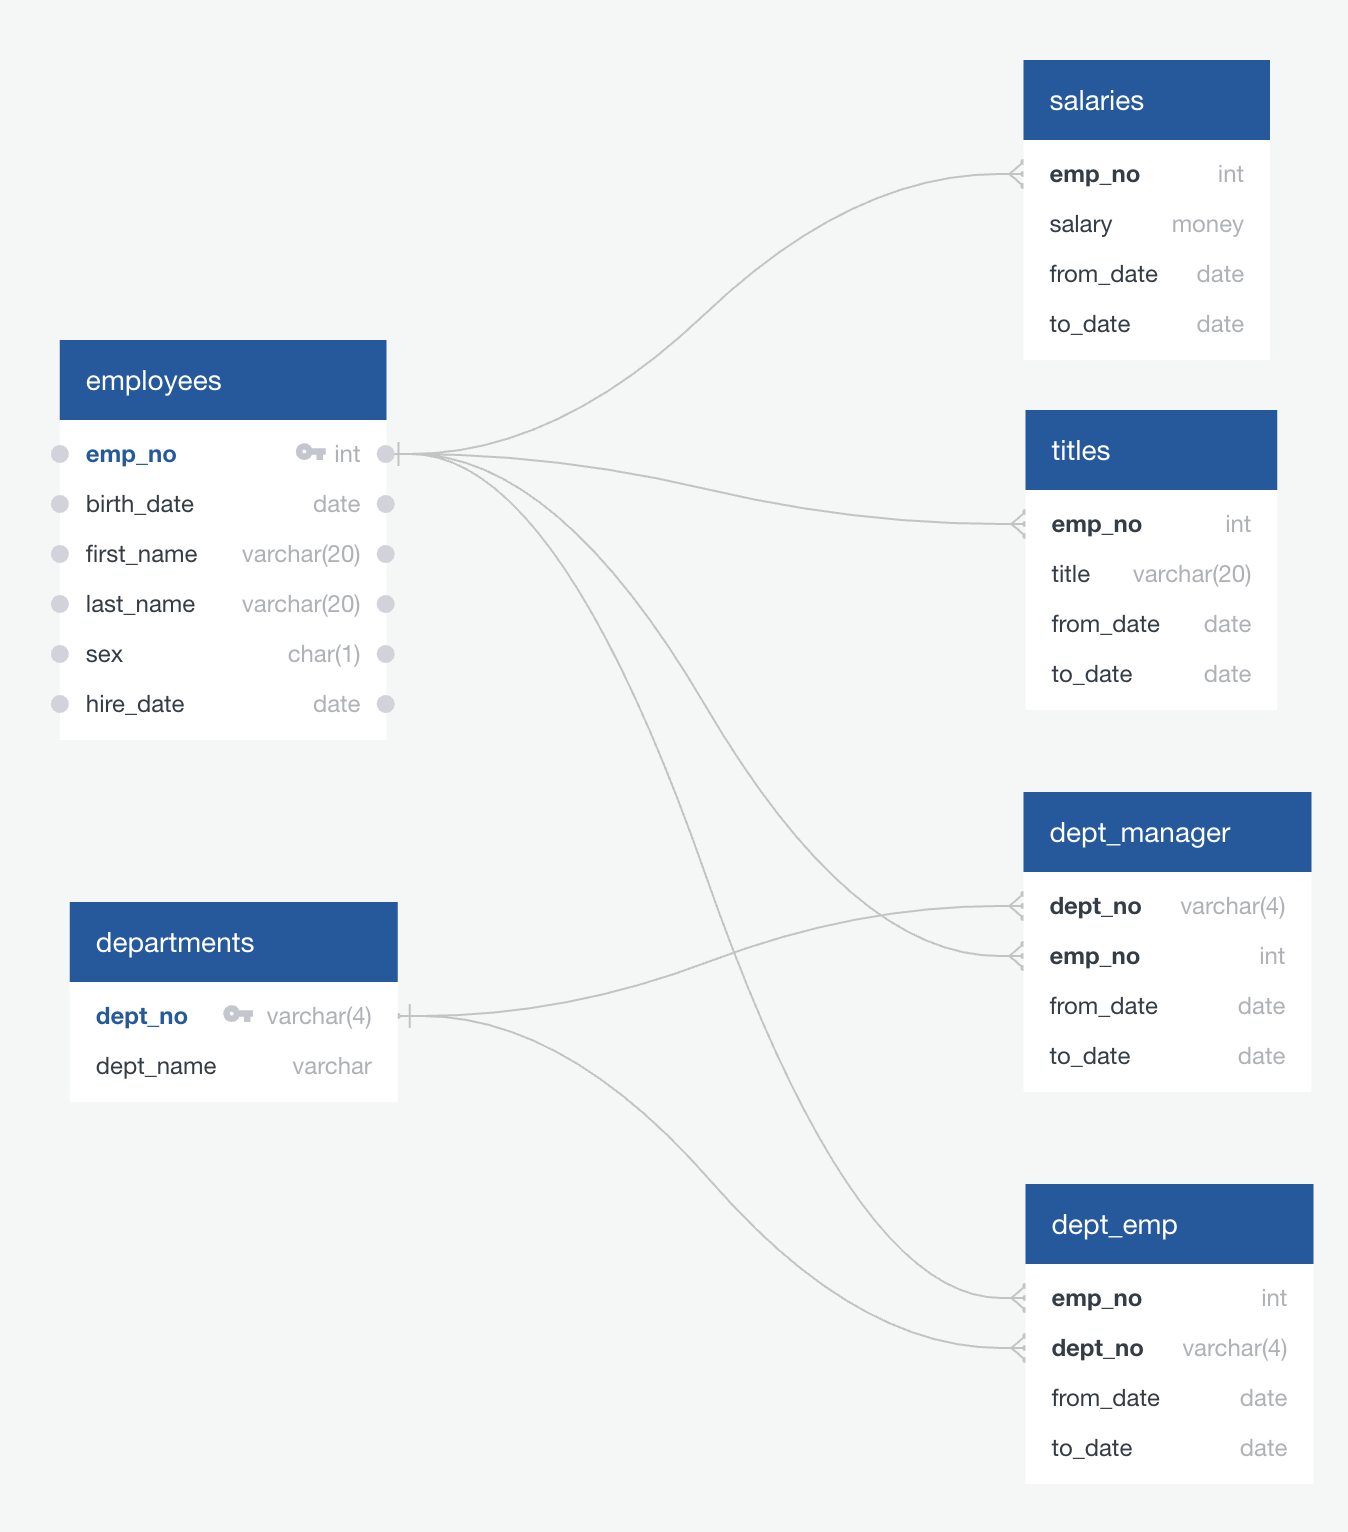 salaries
emp_no int
salary money
from_date date
to_date date
employees
emp_no int
birth_date date
first_name varchar(20)
last_name varchar(20)
sex char(1)
hire_date date
titles
emp_no int
title varchar(20)
from_date date
to_date date
dept_manager
dept_no varchar(4)
emp_no int
from_date date
to_date date
departments
dept_no varchar(4)
dept_name varchar
dept_emp
emp_no int
dept_no varchar(4)
from_date date
to_date date